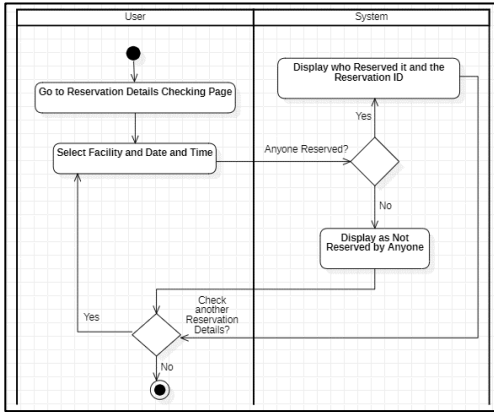 User
System
Display who Reserved it and the
Reservation ID
Go to Reservation Details Checking Page
Yes
Select Facility and Date and Time
Anyone Reserved?
No
Display as Not
Reserved by Anyone
Check
another
Reservation
Details?
Yes
No